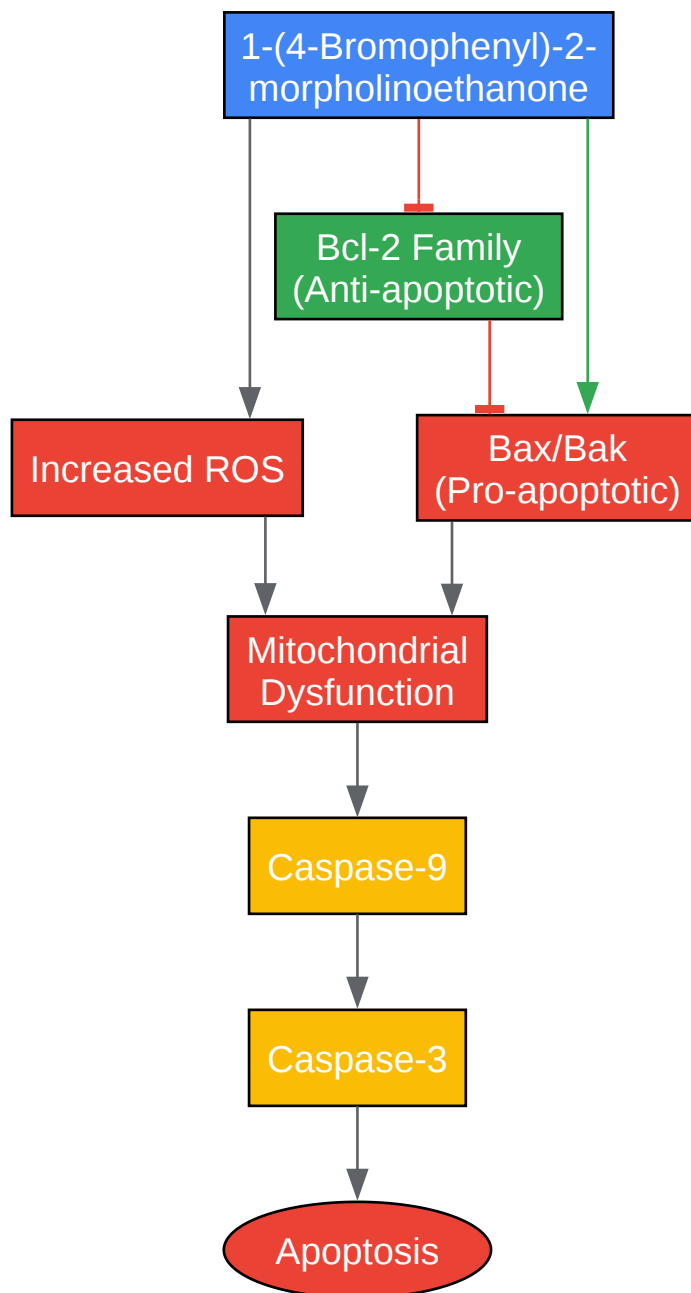 1-(4-Bromophenyl)-2-
morpholinoethanone
Bcl-2 Family
(Anti-apoptotic)
Increased ROS
Bax/Bak
(Pro-apoptotic)
Mitochondrial
Dysfunction
Caspase-9
Caspase-3
Apoptosis